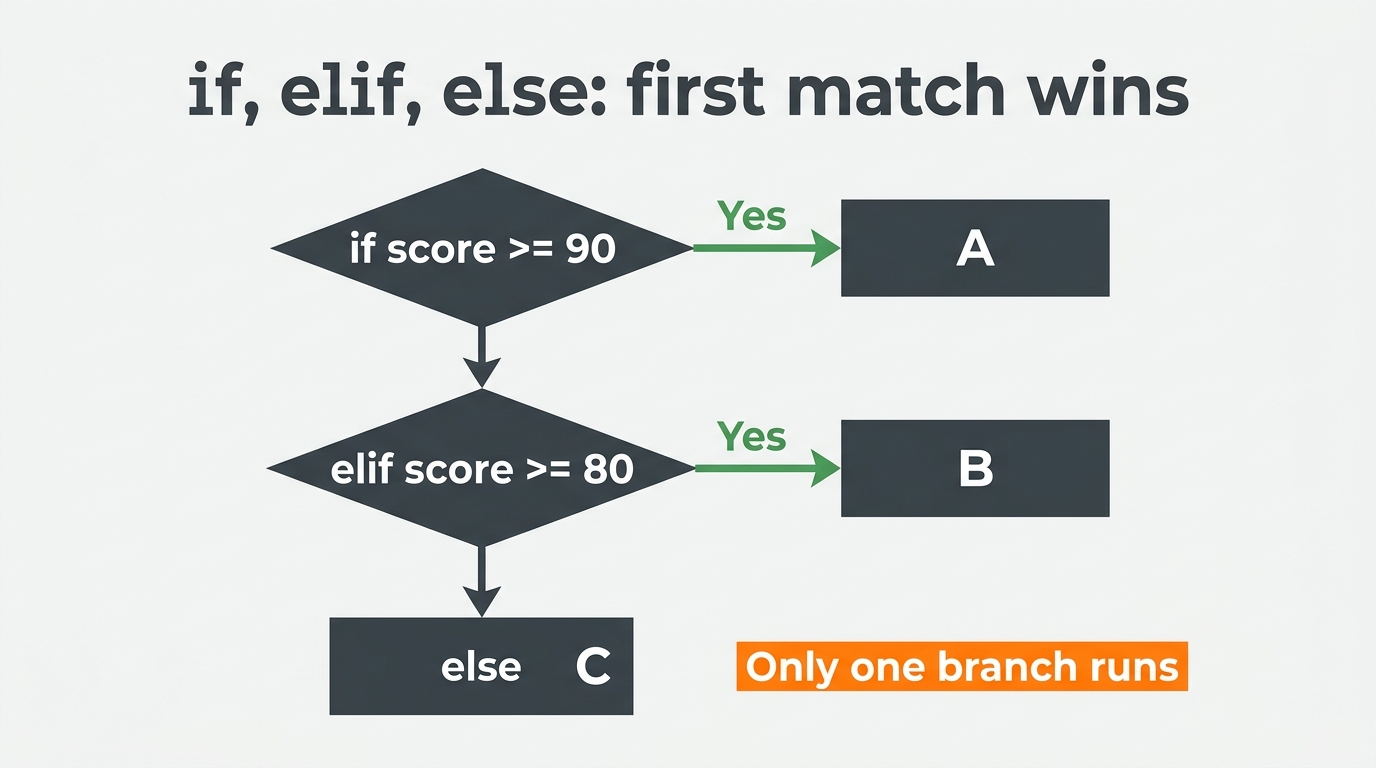 if, elif, else: first match wins
if score >= 90
Yes
A
elif score >= 80
Yes
B
else C
Only one branch runs